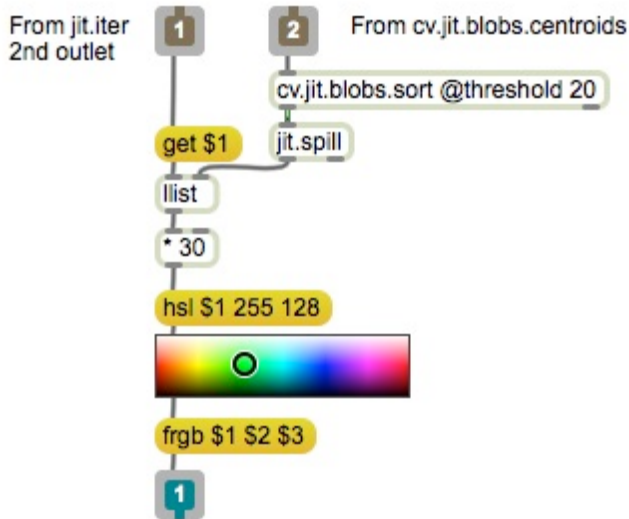 From jit.iter
2nd outlet
1
2
From cv.jit.blobs.centroids
cv.jit.blobs.sort @threshold 20
get $1
jit.spill
llist
* 30
hsl $1 255 128
frgb $1 $2 $3
1